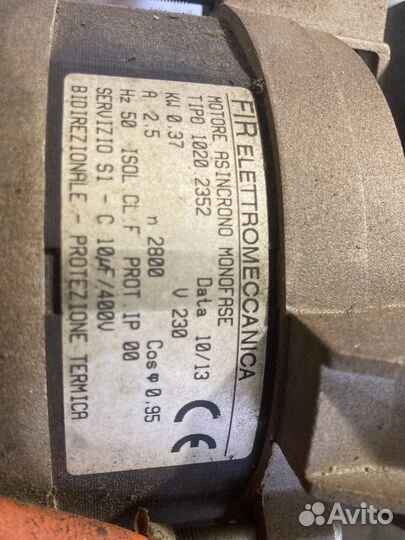 FIR ELETTROMECCANICA
MOTORE ASINCRONO MONOFASE
TIPO 1020 2352 Data 10/13
KW 0.37 V 230
A 2,5 n 2800 Cosφ 0,95
Hz 50 ISOL CL.F PROT.IP 00
SERVIZIO S1 - C 10µF/400V
BIDIREZIONALE - PROTEZIONE TERMICA
CE
Avito